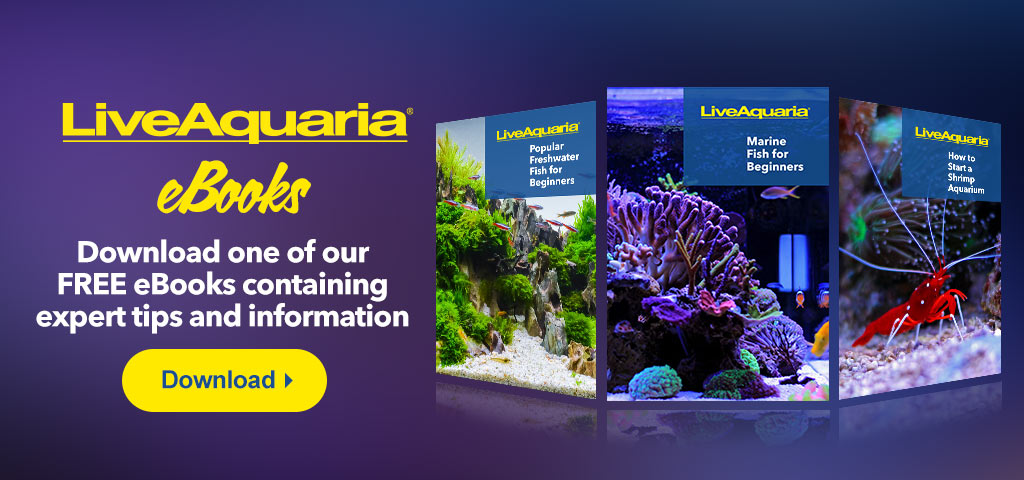 LiveAquaria®
eBooks
Download one of our
FREE eBooks containing
expert tips and information
Download
LiveAquaria®
Popular
Freshwater
Fish for
Beginners
LiveAquaria®
Marine
Fish for
Beginners
LiveAquaria®
How to
Start a
Shrimp
Aquarium